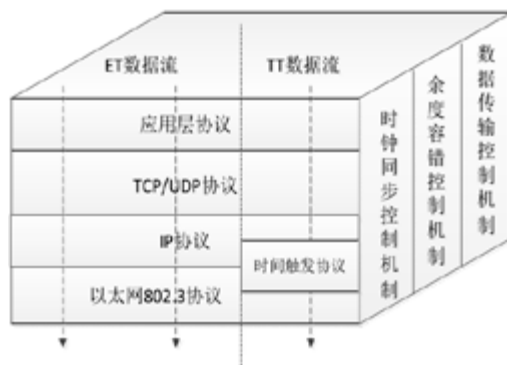 ET数据流
TT数据流
应用层协议
TCP/UDP协议
IP协议
时间触发协议
以太网802.3协议
时钟同步控制机制
余度容错控制机制
数据传输控制机制